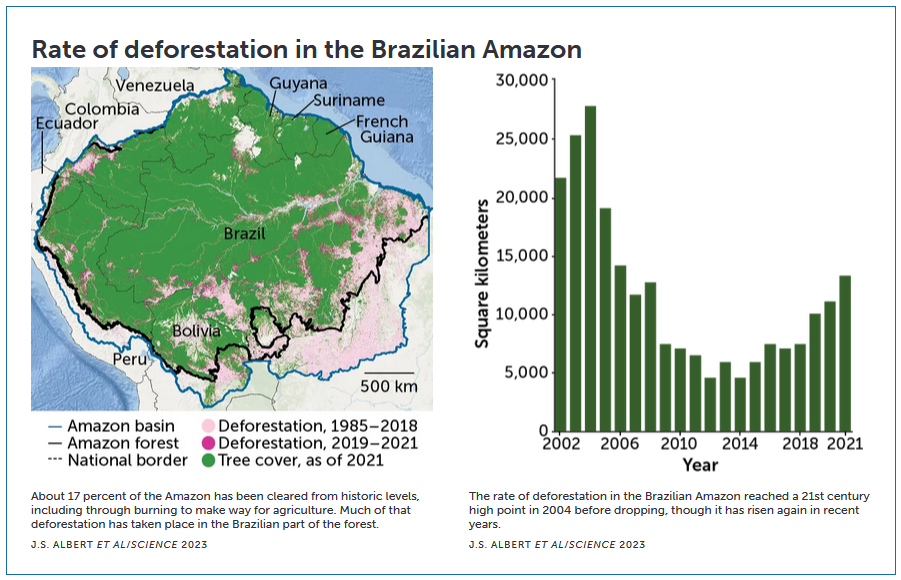 Rate of deforestation in the Brazilian Amazon
Venezuela
Guyana
Suriname
Colombia
Ecuador
French
Guiana
Brazil
Bolivia
Peru
500 km
Amazon basin
Amazon forest
National border
Deforestation, 1985–2018
Deforestation, 2019–2021
Tree cover, as of 2021
About 17 percent of the Amazon has been cleared from historic levels,
including through burning to make way for agriculture. Much of that
deforestation has taken place in the Brazilian part of the forest.
J.S. ALBERT ET AL/SCIENCE 2023
30,000
25,000
20,000
15,000
10,000
5,000
0
Square kilometers
2002 2006 2010 2014 2018 2021
Year
The rate of deforestation in the Brazilian Amazon reached a 21st century
high point in 2004 before dropping, though it has risen again in recent
years.
J.S. ALBERT ET AL/SCIENCE 2023